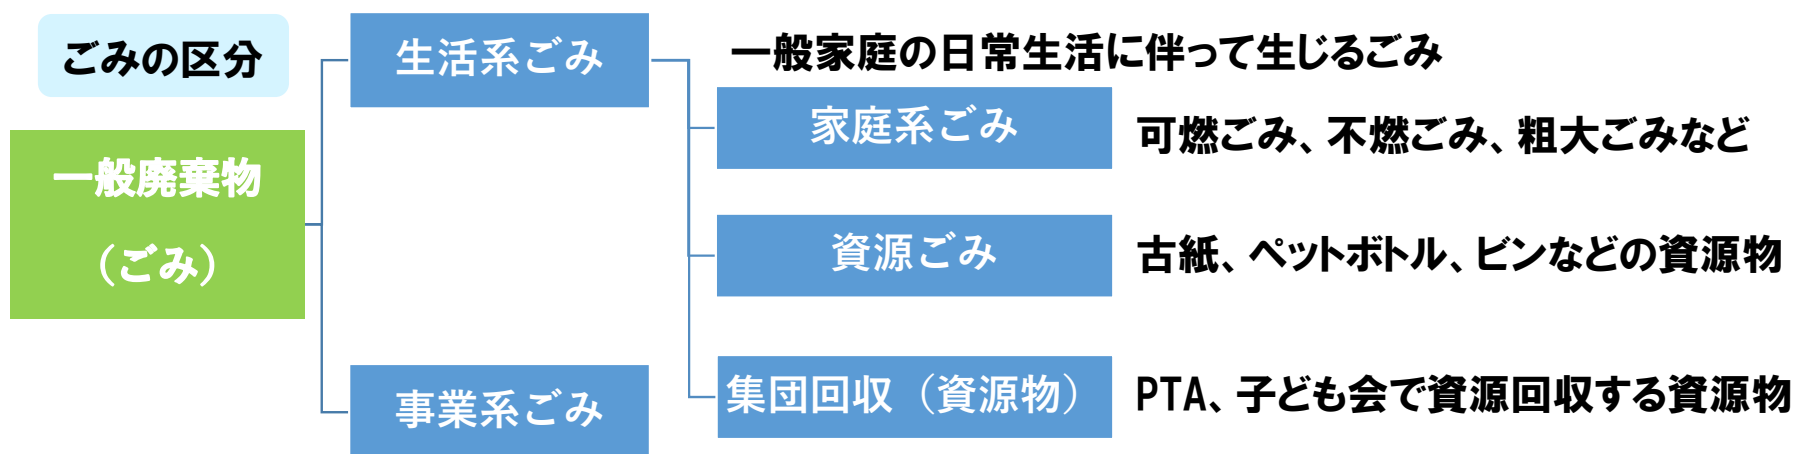 ごみの区分
一般廃棄物
（ごみ）
生活系ごみ
一般家庭の日常生活に伴って生じるごみ
家庭系ごみ
可燃ごみ、不燃ごみ、粗大ごみなど
資源ごみ
古紙、ペットボトル、ビンなどの資源物
集団回収（資源物）
PTA、子ども会で資源回収する資源物
事業系ごみ